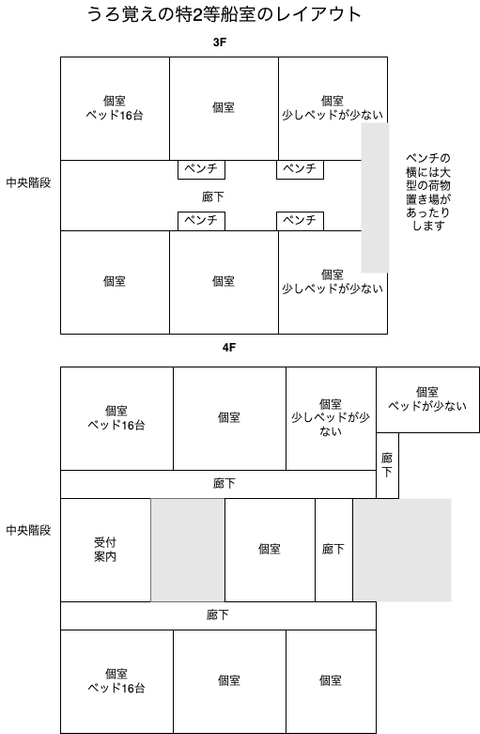 うろ覚えの特2等船室のレイアウト
3F
個室
ベッド16台
個室
個室
少しベッドが少ない
ベンチ
ベンチ
中央階段
廊下
ベンチの
横には大
型の荷物
置き場が
あったり
します
ベンチ
ベンチ
個室
個室
個室
少しベッドが少ない
4F
個室
ベッド16台
個室
個室
少しベッドが少
ない
個室
ベッドが少ない
廊
下
廊下
中央階段
受付
案内
個室
廊下
廊下
個室
ベッド16台
個室
個室